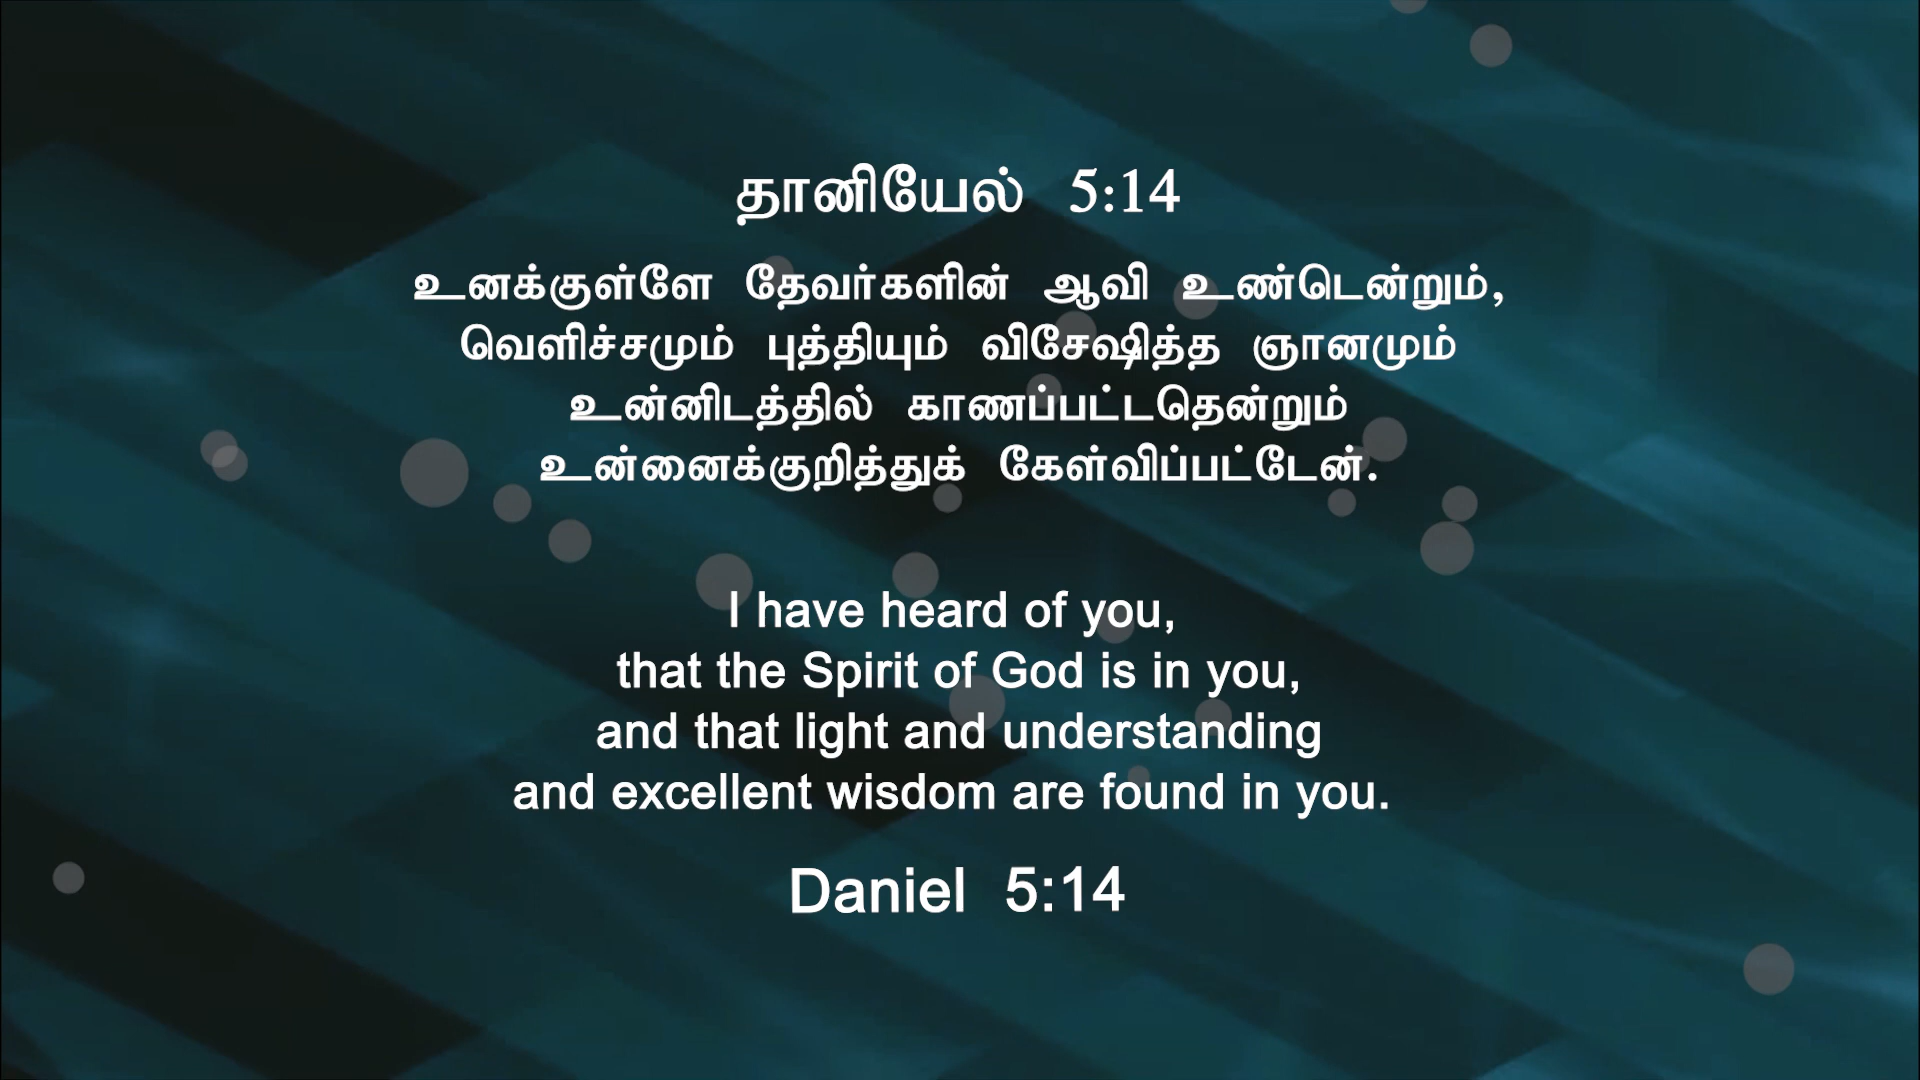 தானியேல் 5:14
உனக்குள்ளே தேவர்களின் ஆவி உண்டென்றும்,
வெளிச்சமும் புத்தியும் விசேஷித்த ஞானமும்
உன்னிடத்தில் காணப்பட்டதென்றும்
உன்னைக்குறித்துக் கேள்விப்பட்டேன்.
I have heard of you,
that the Spirit of God is in you,
and that light and understanding
and excellent wisdom are found in you.
Daniel 5:14